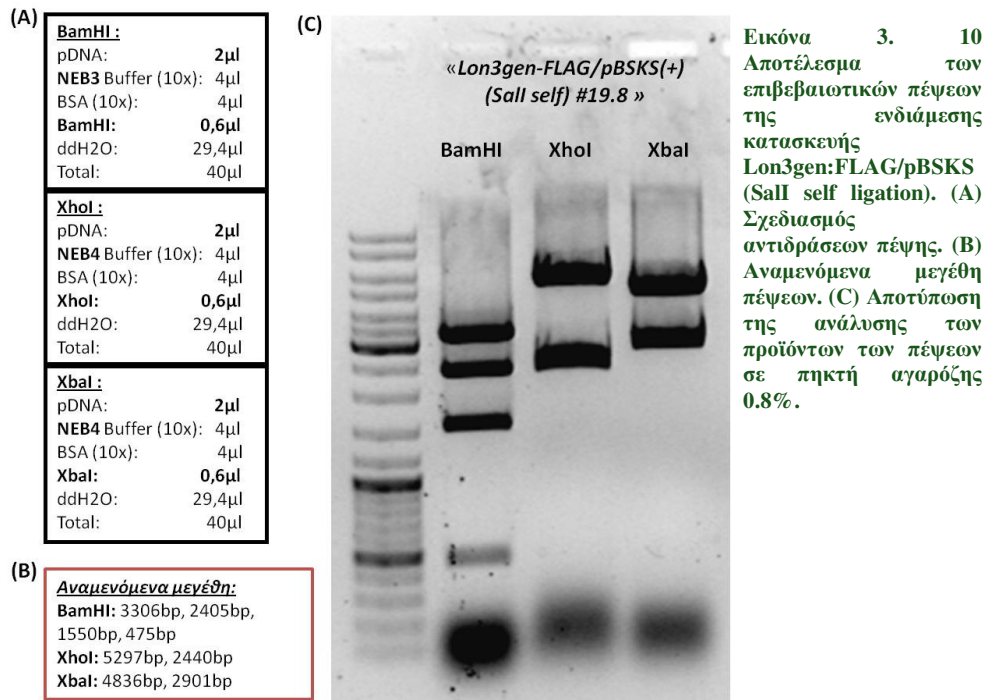 (A)
BamHI :
pDNA: 2μl
NEB3 Buffer (10x): 4μl
BSA (10x): 4μl
BamHI: 0,6μl
ddH2O: 29,4μl
Total: 40μl
XhoI :
pDNA: 2μl
NEB4 Buffer (10x): 4μl
BSA (10x): 4μl
XhoI: 0,6μl
ddH2O: 29,4μl
Total: 40μl
XbaI :
pDNA: 2μl
NEB4 Buffer (10x): 4μl
BSA (10x): 4μl
XbaI: 0,6μl
ddH2O: 29,4μl
Total: 40μl
(B)
Αναμενόμενα μεγέθη:
BamHI: 3306bp, 2405bp,
1550bp, 475bp
XhoI: 5297bp, 2440bp
XbaI: 4836bp, 2901bp
(C)
«Lon3gen-FLAG/pBSKS(+)
(SalI self) #19.8 »
BamHI XhoI XbaI
Εικόνα 3. 10
Αποτέλεσμα των
επιβεβαιωτικών πέψεων
της ενδιάμεσης
κατασκευής
Lon3gen:FLAG/pBSKS
(SalI self ligation). (A)
Σχεδιασμός
αντιδράσεων πέψης. (B)
Αναμενόμενα μεγέθη
πέψεων. (C) Αποτύπωση
της ανάλυσης των
προϊόντων των πέψεων
σε πηκτή αγαρόζης
0.8%.